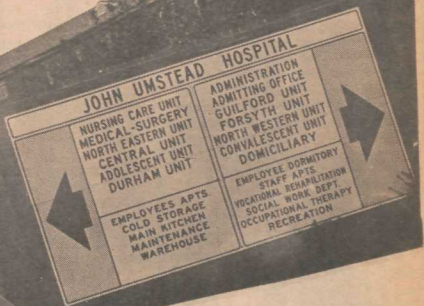 JOHN UMSTEAD HOSPITAL
NURSING CARE UNIT
MEDICAL-SURGERY
NORTH EASTERN UNIT
CENTRAL UNIT
ADOLESCENT UNIT
DURHAM UNIT
EMPLOYEES APTS
COLD STORAGE
MAIN KITCHEN
MAINTENANCE
WAREHOUSE
ADMINISTRATION
ADMITTING OFFICE
GUILFORD UNIT
FORSYTH UNIT
NORTH WESTERN UNIT
CONVALESCENT UNIT
DOMICILIARY
EMPLOYEE DORMITORY
STAFF APTS
VOCATIONAL REHABILITATION
SOCIAL WORK DEPT.
OCCUPATIONAL THERAPY
RECREATION